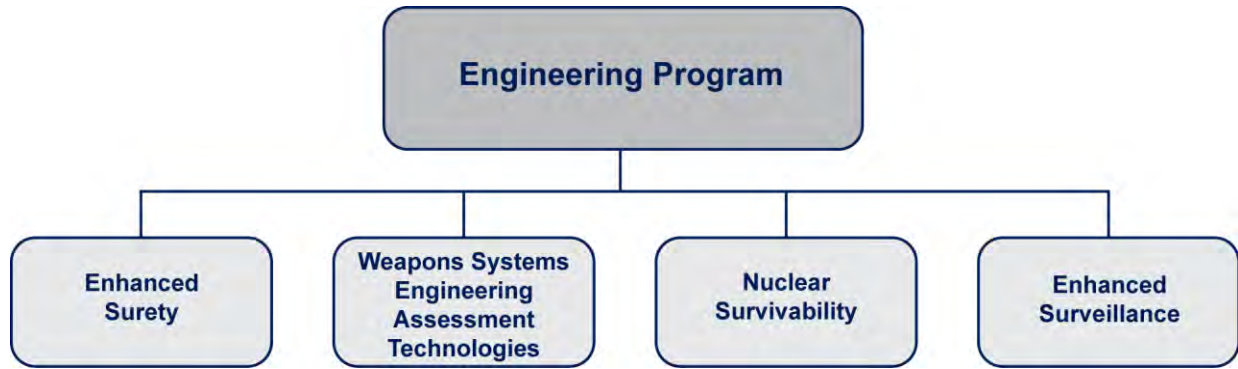 Engineering Program
Enhanced
Surety
Weapons Systems
Engineering
Assessment
Technologies
Nuclear
Survivability
Enhanced
Surveillance